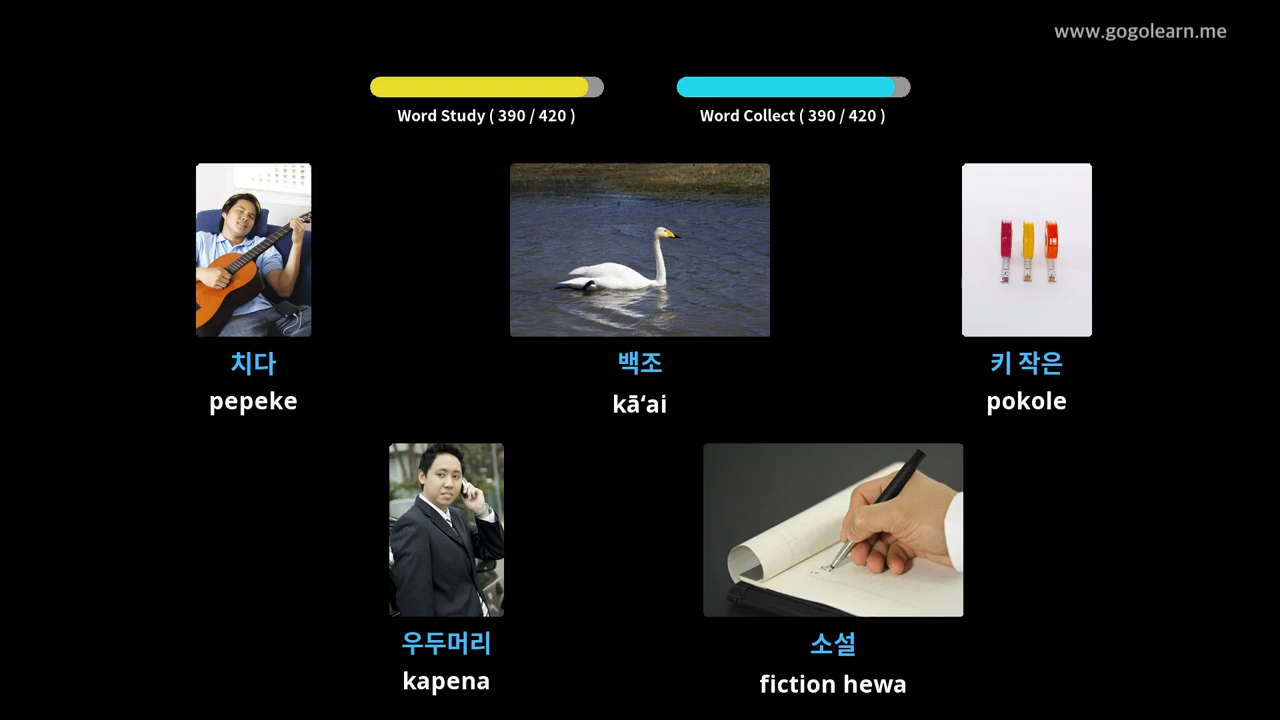 www.gogolearn.me
Word Study ( 390 / 420 )
Word Collect ( 390 / 420 )
치다
pepeke
백조
kāʻai
키 작은
pokole
우두머리
kapena
소설
fiction hewa